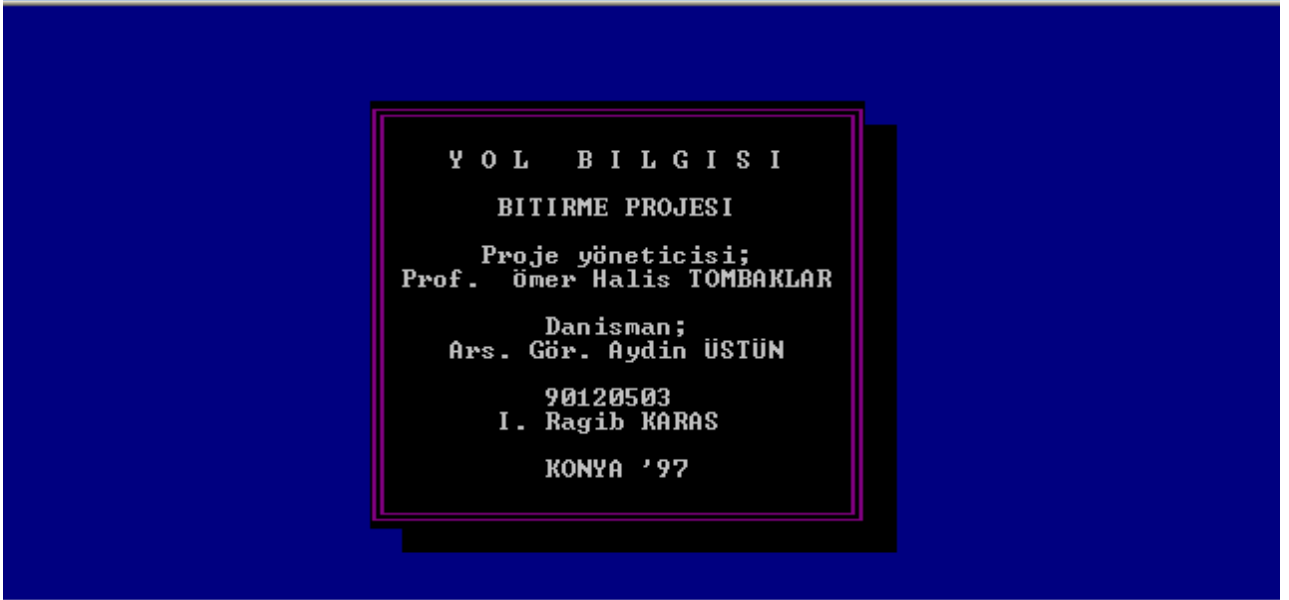 Y O L   B I L G I S I
BITIRME PROJESI
Proje yöneticisi;
Prof.  ömer Halis TOMBAKLAR
Danisman;
Ars. Gör. Aydin ÜSTÜN
90120503
I. Ragib KARAS
KONYA '97